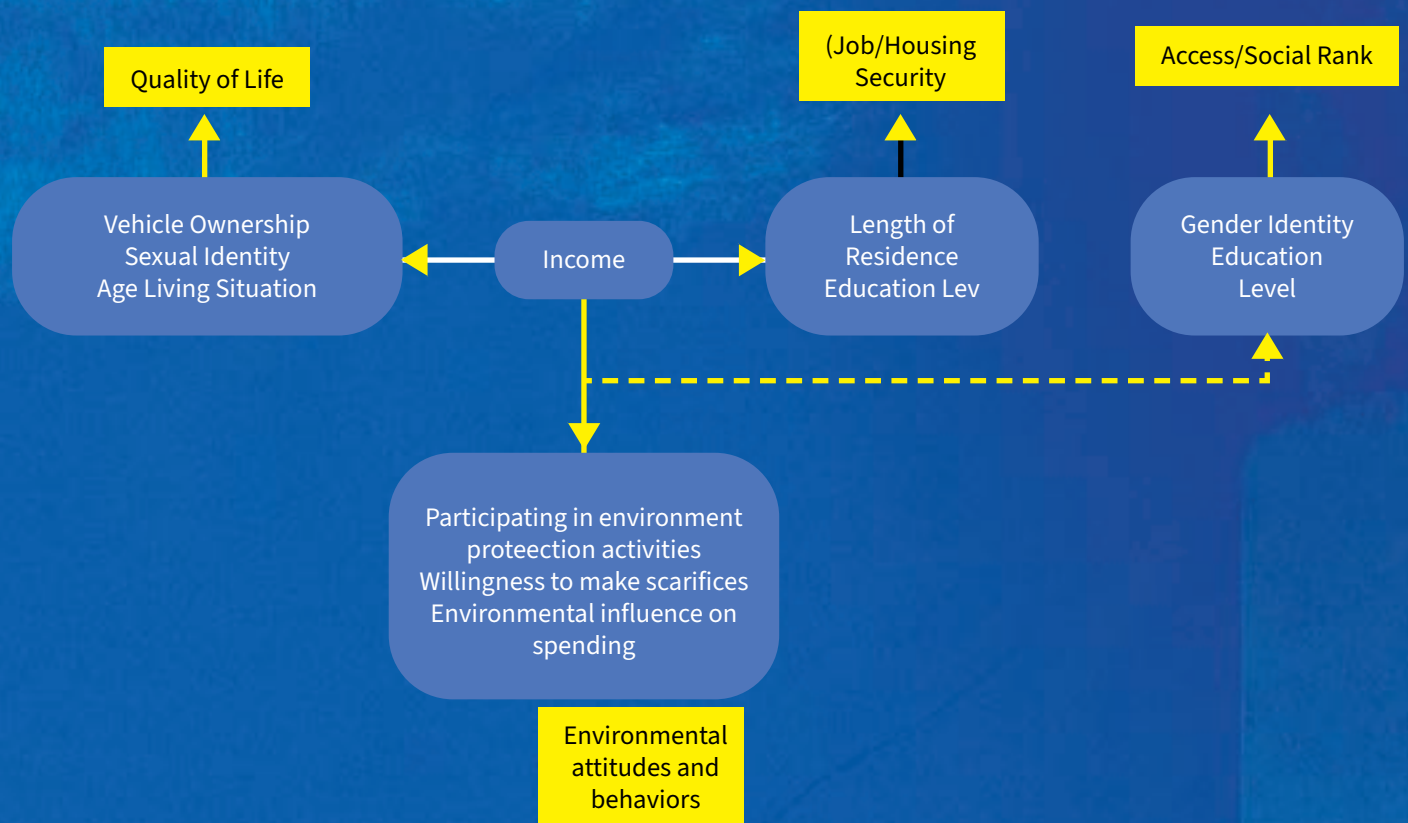 Quality of Life
(Job/Housing
Security
Access/Social Rank
Vehicle Ownership
Sexual Identity
Age Living Situation
Income
Length of
Residence
Education Lev
Gender Identity
Education
Level
Participating in environment
proteection activities
Willingness to make scarifices
Environmental influence on
spending
Environmental
attitudes and
behaviors